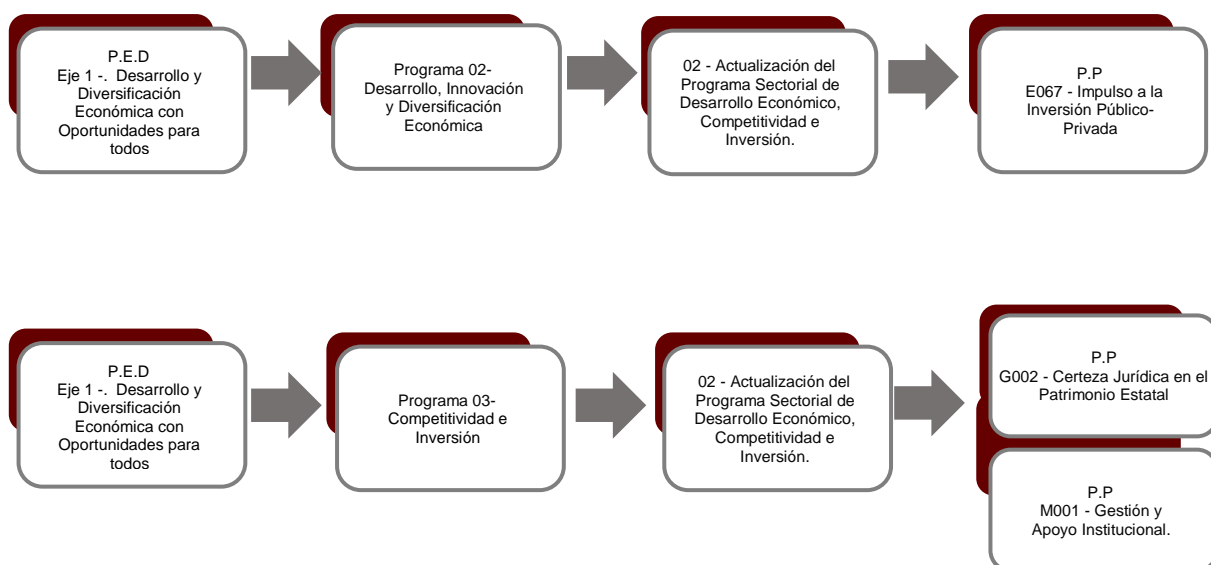 P.E.D
Eje 1 -. Desarrollo y
Diversificación
Económica con
Oportunidades para
todos
Programa 02-
Desarrollo, Innovación
y Diversificación
Económica
02 - Actualización del
Programa Sectorial de
Desarrollo Económico,
Competitividad e
Inversión.
P.P
E067 - Impulso a la
Inversión Público-
Privada
P.E.D
Eje 1 -. Desarrollo y
Diversificación
Económica con
Oportunidades para
todos
Programa 03-
Competitividad e
Inversión
02 - Actualización del
Programa Sectorial de
Desarrollo Económico,
Competitividad e
Inversión.
P.P
G002 - Certeza Jurídica en el
Patrimonio Estatal
P.P
M001 - Gestión y
Apoyo Institucional.